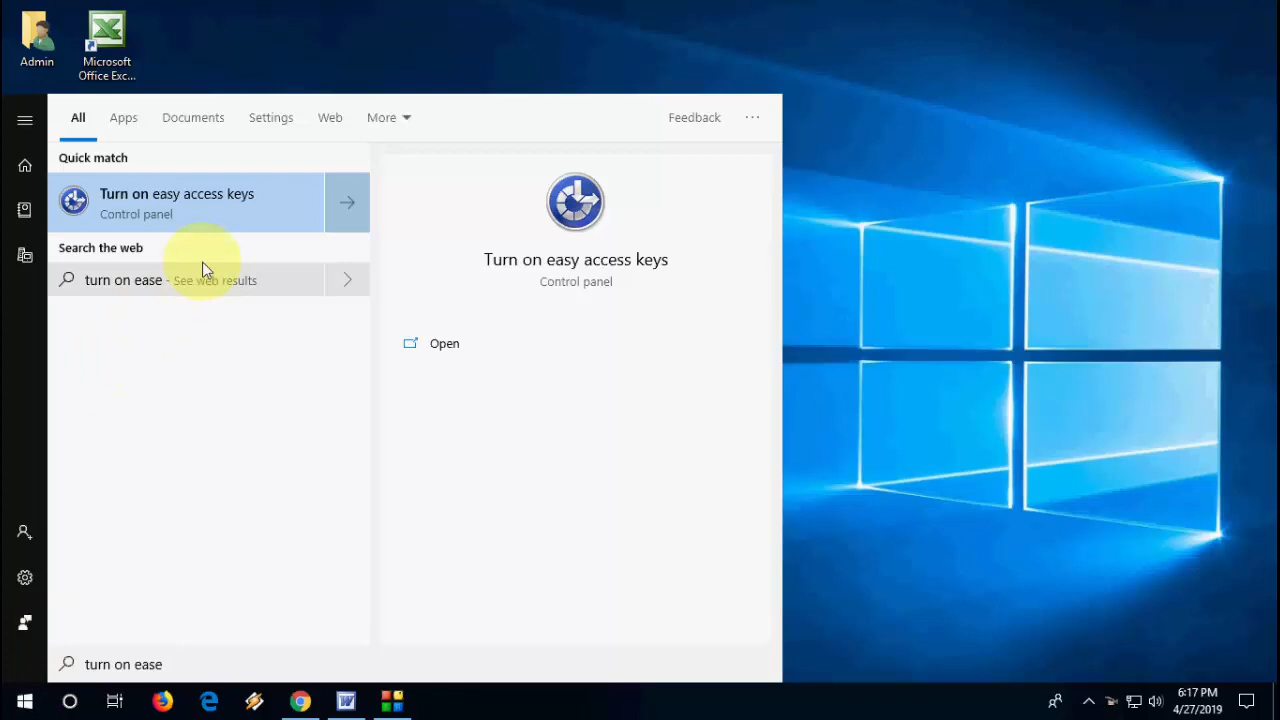 Admin
Microsoft
Office Exc...
All Apps Documents Settings Web More Feedback ...
Quick match
Turn on easy access keys
Control panel
Search the web
turn on ease - See web results
Turn on easy access keys
Control panel
Open
turn on ease
6:17 PM
4/27/2019